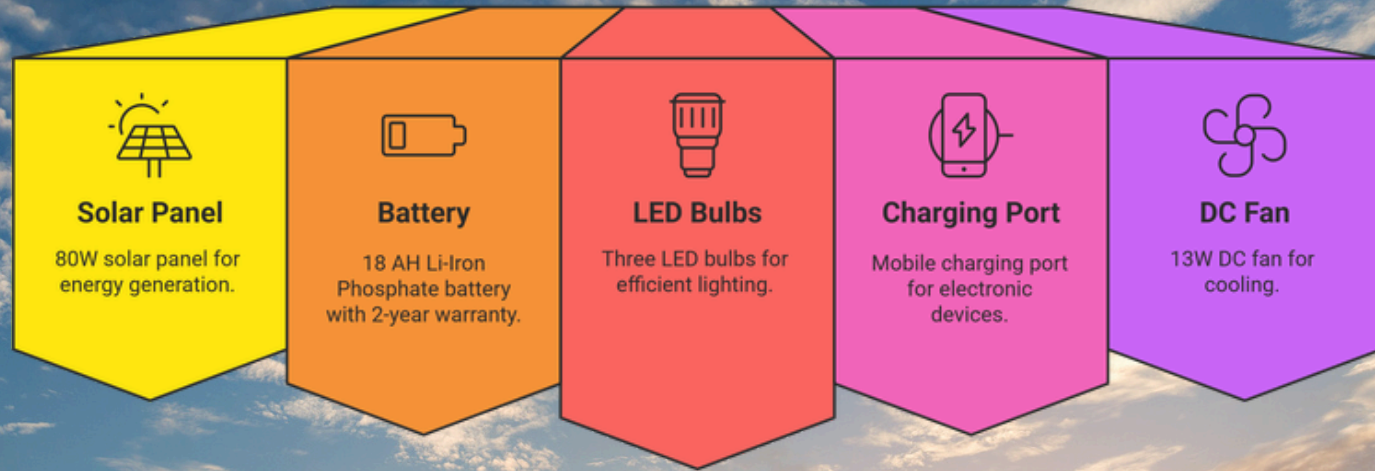 Solar Panel
80W solar panel for
energy generation.
Battery
18 AH Li-Iron
Phosphate battery
with 2-year warranty.
LED Bulbs
Three LED bulbs for
efficient lighting.
Charging Port
Mobile charging port
for electronic
devices.
DC Fan
13W DC fan for
cooling.